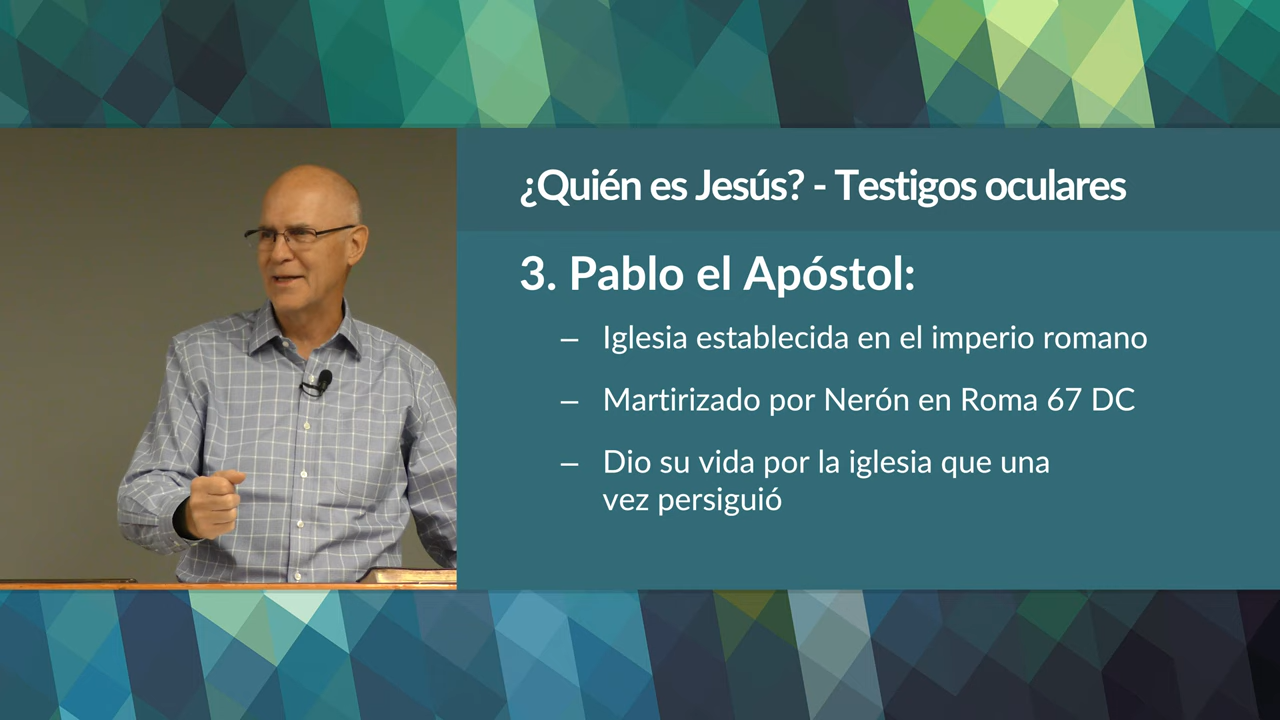 ¿Quién es Jesús? - Testigos oculares
3. Pablo el Apóstol:
– Iglesia establecida en el imperio romano
– Martirizado por Nerón en Roma 67 DC
– Dio su vida por la iglesia que una
vez persiguió